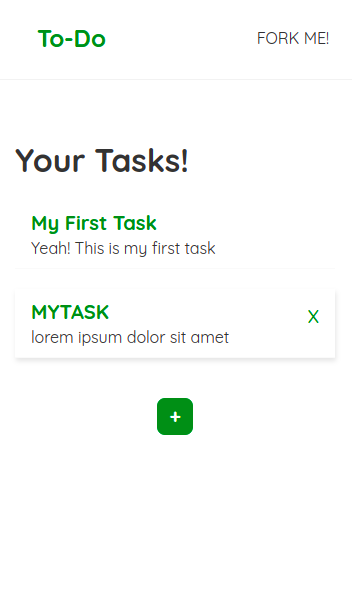 To-Do
FORK ME!
Your Tasks!
My First Task
Yeah! This is my first task
MYTASK
X
lorem ipsum dolor sit amet
+